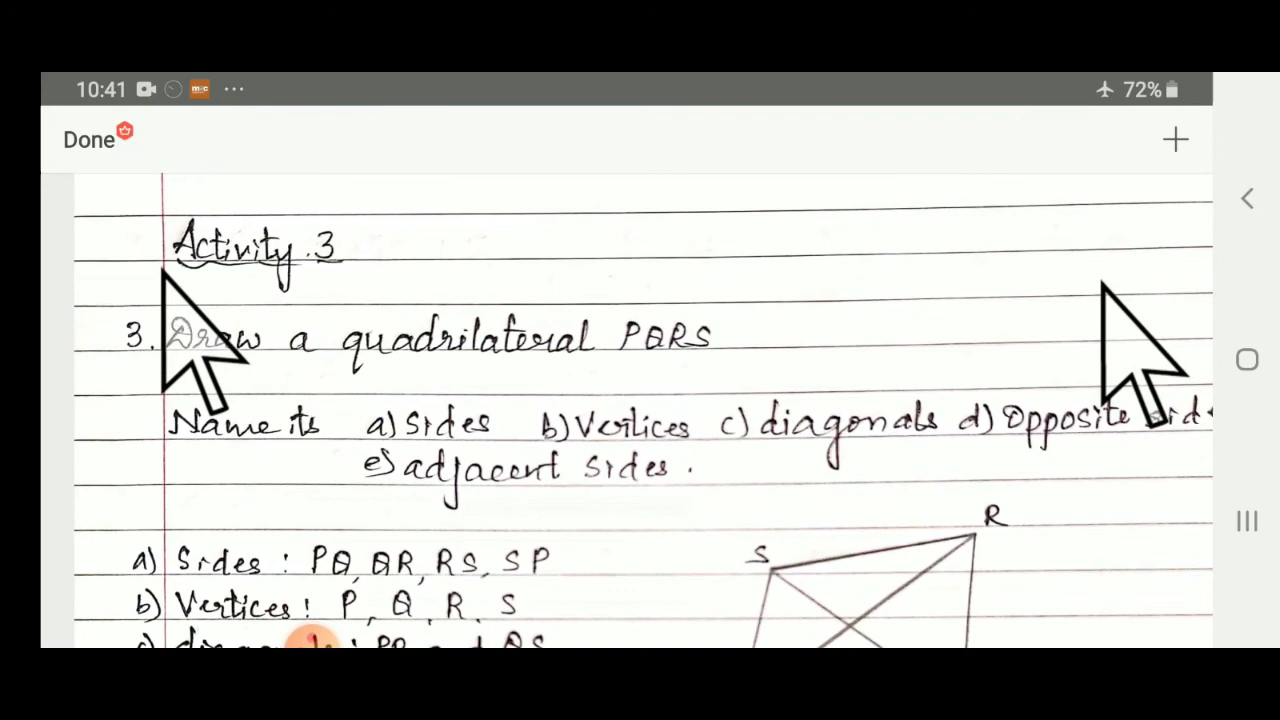 10:41 ... 72%
Done
Activity.3
3. Draw a quadrilateral PQRS
Name its a) Sides b) Vertices c) diagonals d) Opposite
e) adjacent sides.
R
S
a) Sides : PQ, QR, RS, SP
b) Vertices : P, Q, R, S